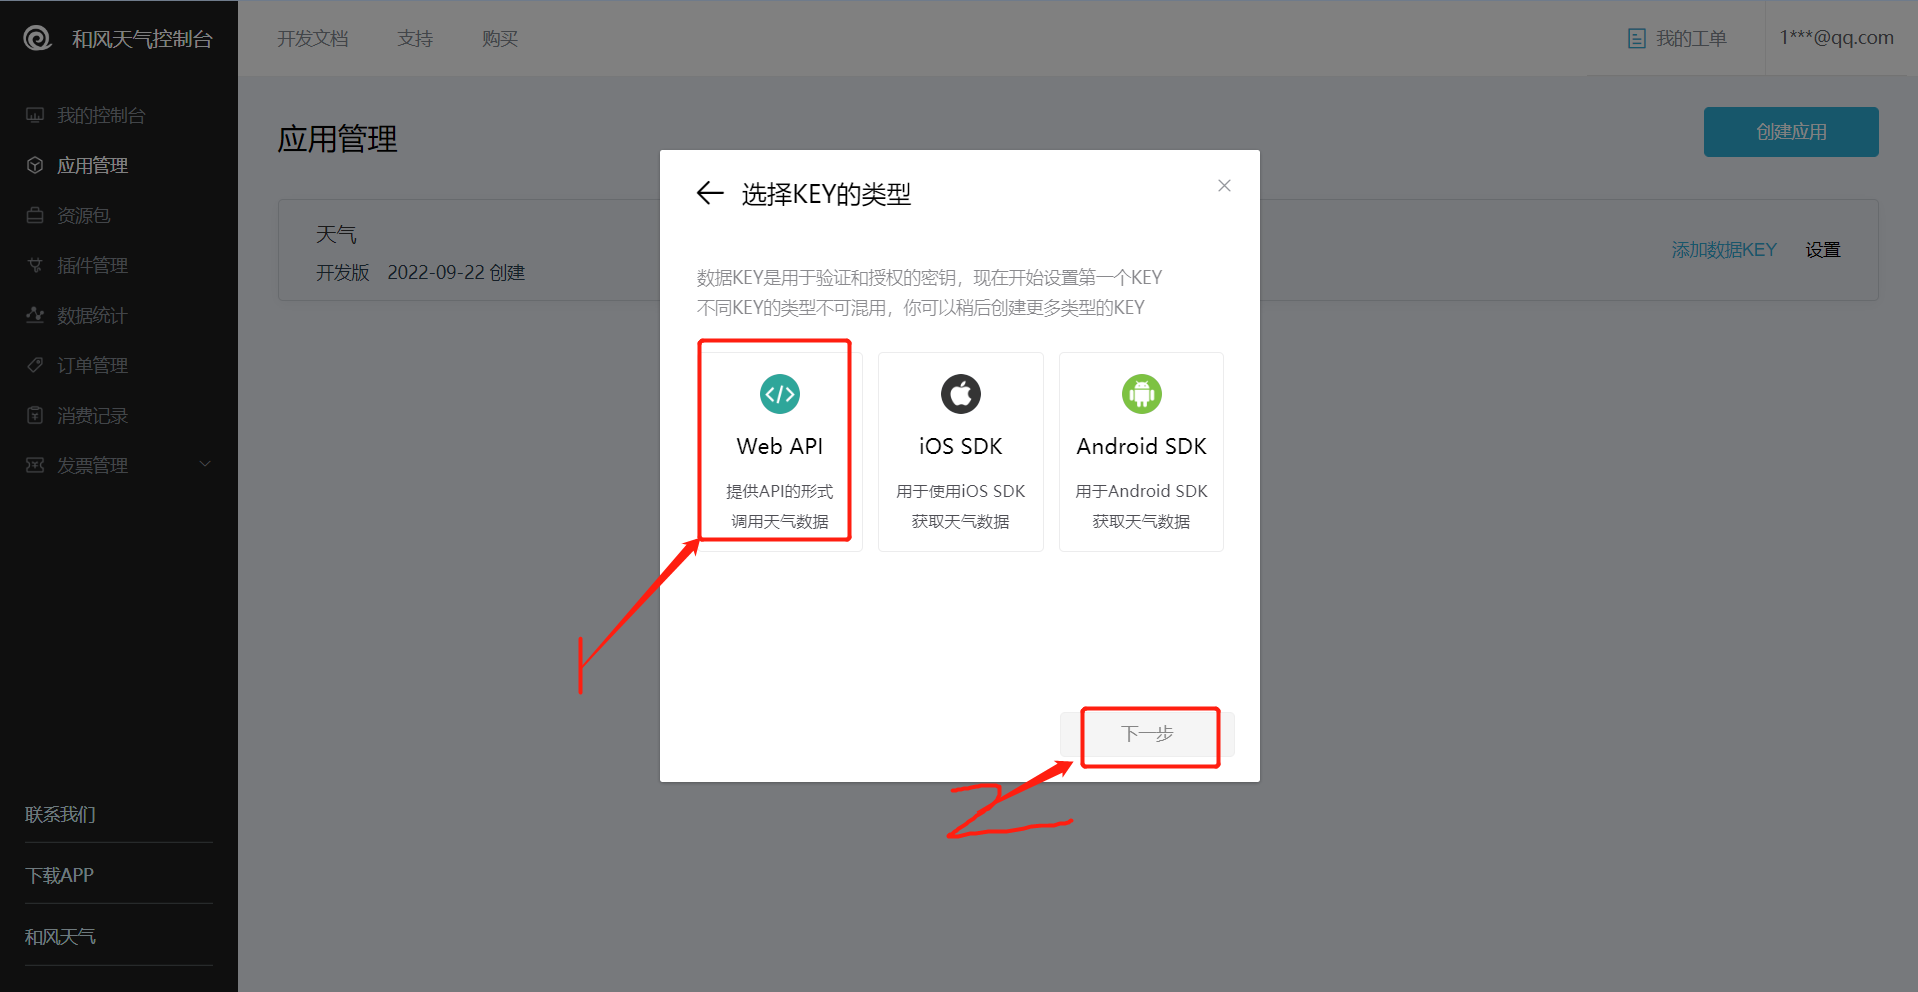 和风天气控制台
开发文档
支持
购买
我的工单
1***@qq.com
我的控制台
应用管理
资源包
插件管理
数据统计
订单管理
消费记录
发票管理
联系我们
下载APP
和风天气
应用管理
创建应用
天气
开发版 2022-09-22 创建
添加数据KEY
设置
选择KEY的类型
数据KEY是用于验证和授权的密钥，现在开始设置第一个KEY
不同KEY的类型不可混用，你可以稍后创建更多类型的KEY
Web API
提供API的形式
调用天气数据
iOS SDK
用于使用iOS SDK
获取天气数据
Android SDK
用于Android SDK
获取天气数据
1
下一步
2